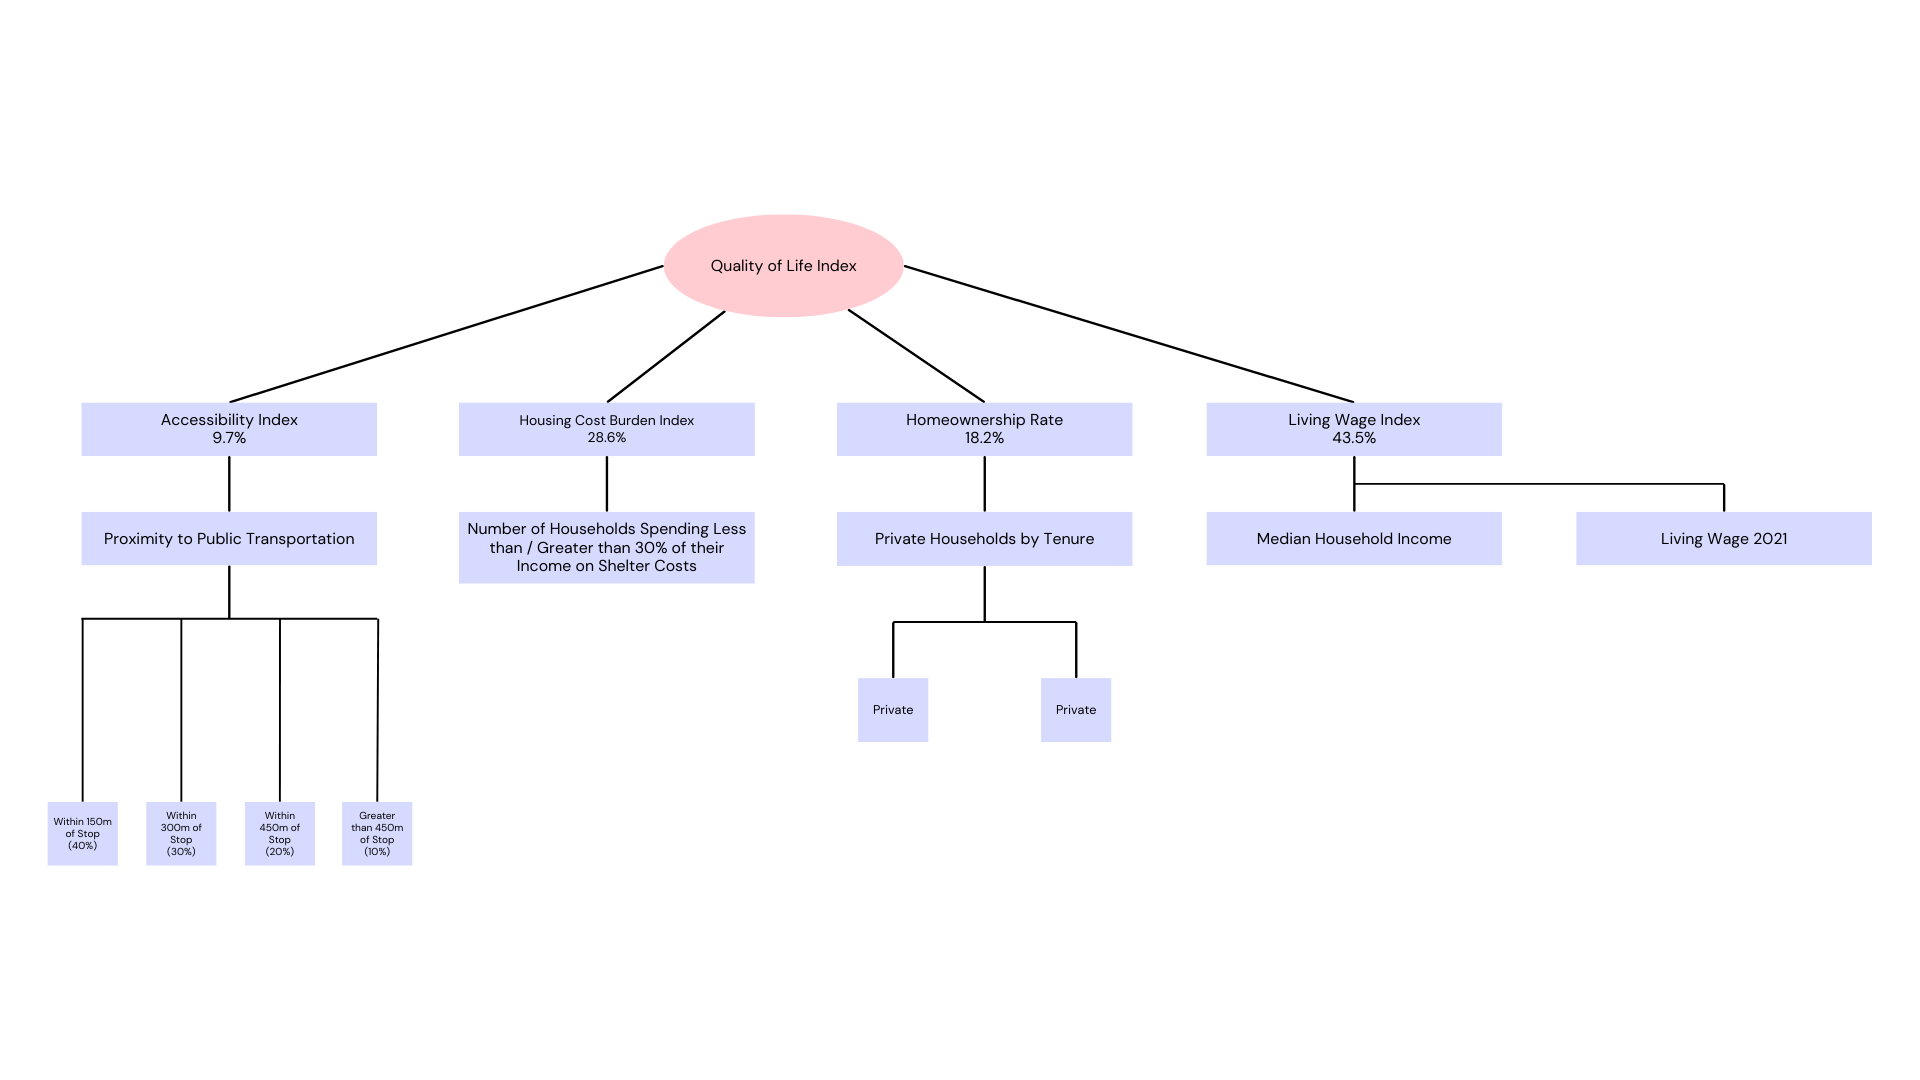 Quality of Life Index
Accessibility Index
9.7%
Housing Cost Burden Index
28.6%
Homeownership Rate
18.2%
Living Wage Index
43.5%
Proximity to Public Transportation
Number of Households Spending Less
than / Greater than 30% of their
Income on Shelter Costs
Private Households by Tenure
Median Household Income
Living Wage 2021
Private
Private
Within 150m
of Stop
(40%)
Within
300m of
Stop
(30%)
Within
450m of
Stop
(20%)
Greater
than 450m
of Stop
(10%)